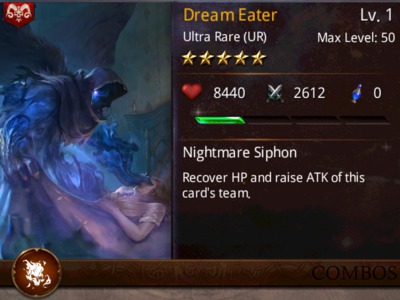 Dream Eater Lv. 1
Ultra Rare (UR) Max Level: 50
8440 2612 0
Nightmare Siphon
Recover HP and raise ATK of this
card's team.
COMBOS